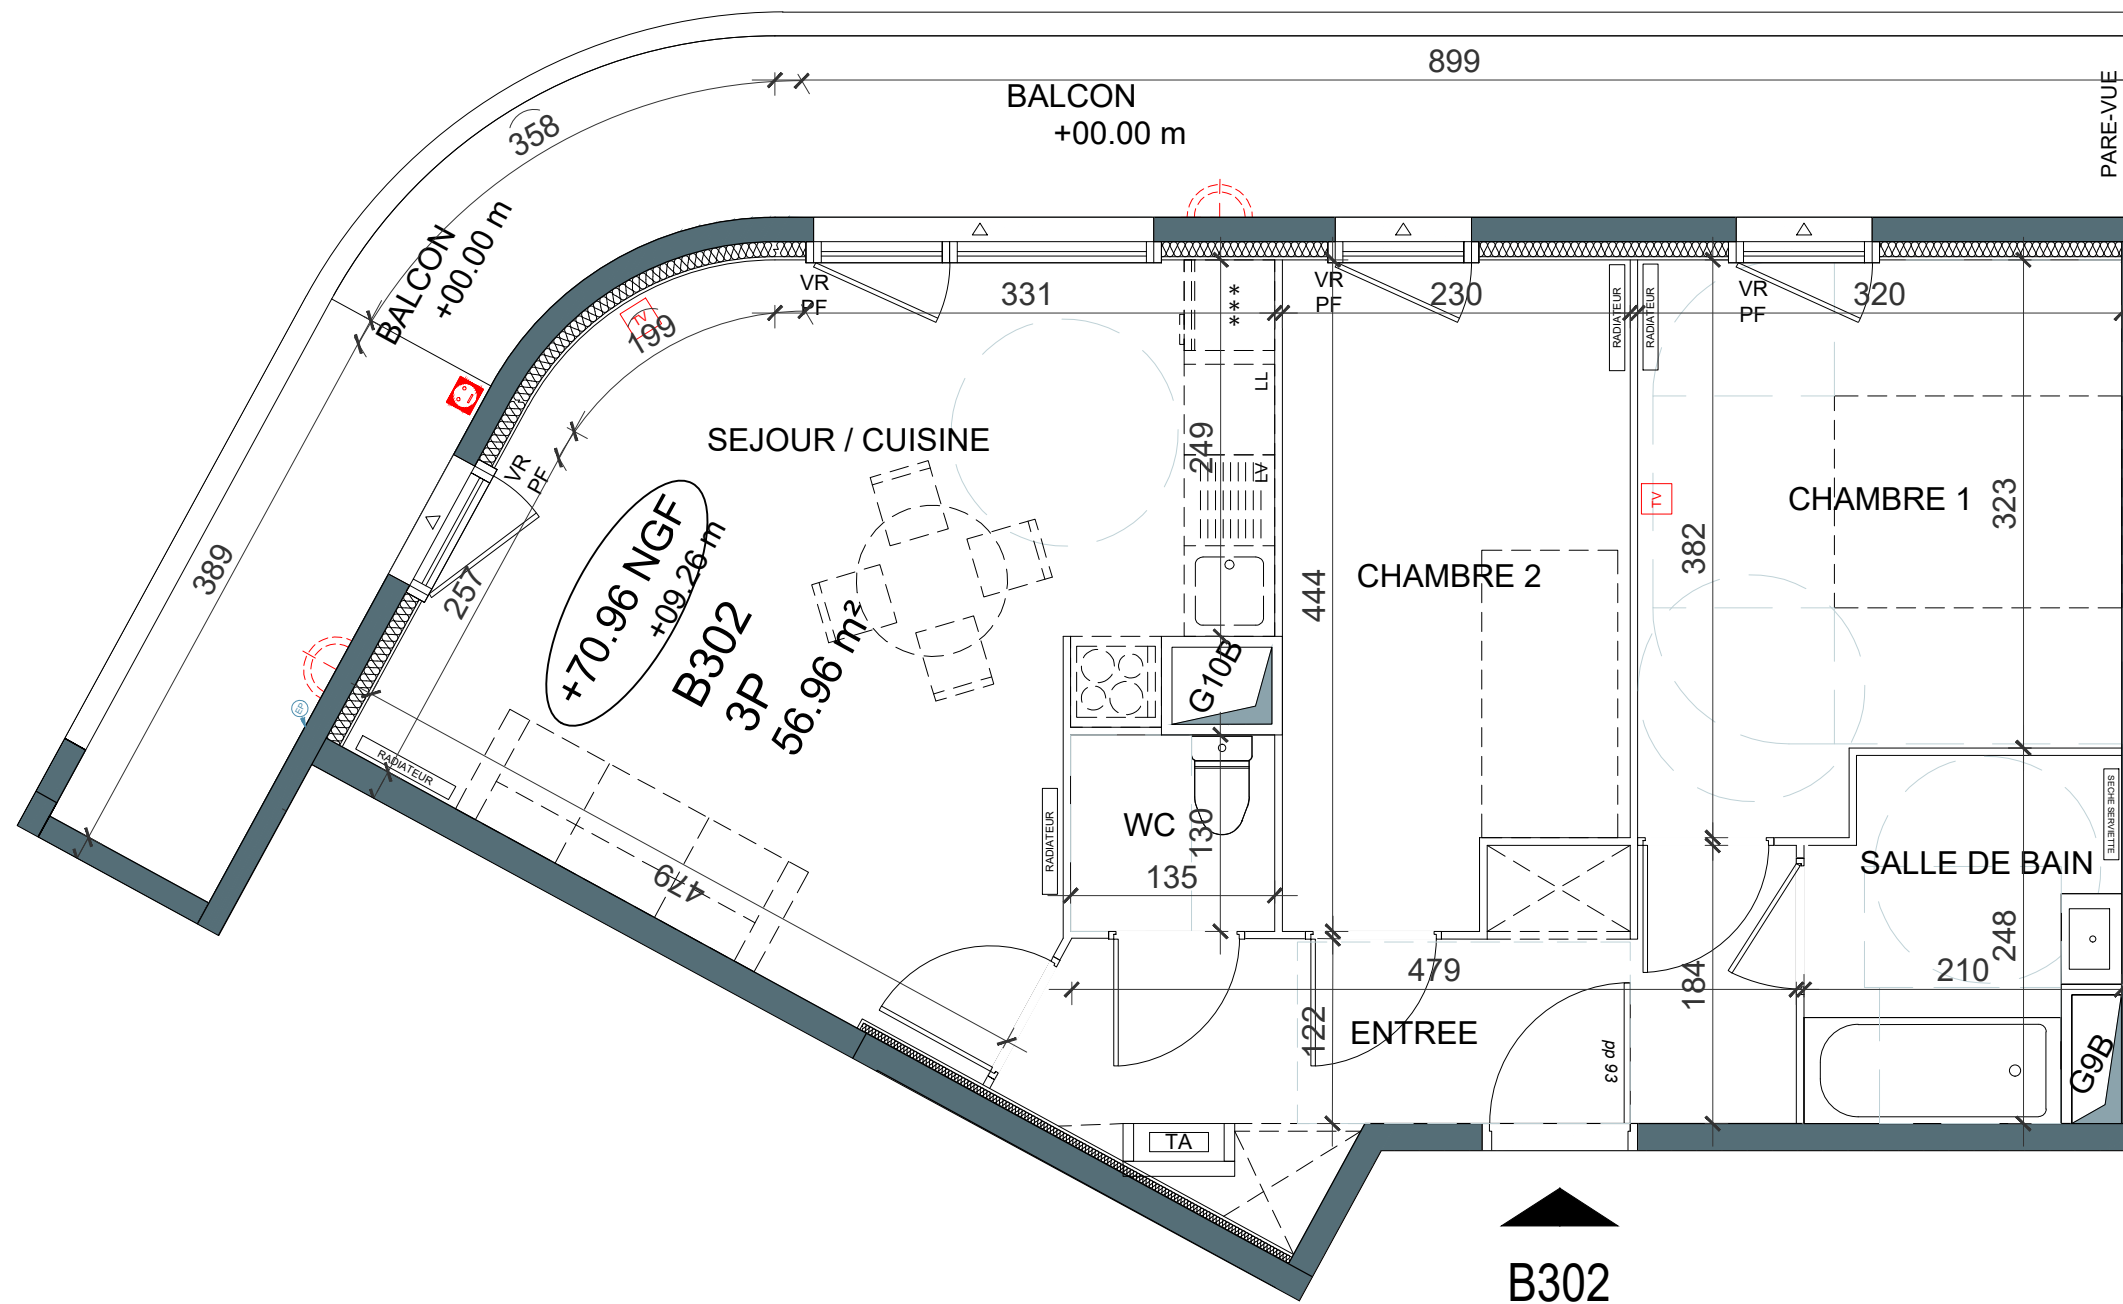 899
BALCON
+00.00 m
PARE-VUE
358
BALCON
+00.00 m
VR
PF
331
VR
PF
230
RADIATEUR
RADIATEUR
VR
PF
320
TV
199
***
LL
SEJOUR / CUISINE
249
LV
VR
PF
TV
CHAMBRE 1
323
382
389
257
+70.96 NGF
+09.26 m
B302
3P
56.96 m²
444
CHAMBRE 2
G10B
EP
RADIATEUR
RADIATEUR
WC
130
135
SECHE SERVIETTE
SALLE DE BAIN
479
248
479
184
210
122
ENTREE
pp 93
G9B
TA
B302